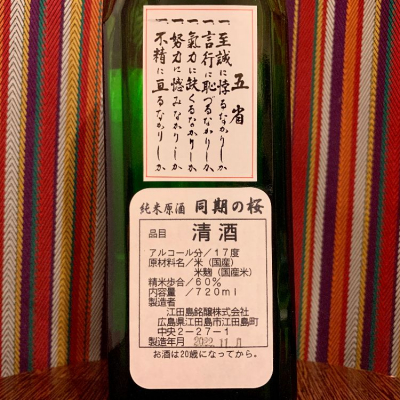 五省
一 至誠に悖るなかりしか
一 言行に恥づるなかりしか
一 氣力に缺くるなかりしか
一 努力に憾みなかりしか
一 不精に亘るなかりしか
純米原酒 同期の桜
品目 清酒
アルコール分/17度
原材料名/米(国産)
米麹(国産米)
精米歩合/60%
内容量 /720ml
製造者
江田島銘醸株式会社
広島県江田島市江田島町
中央2-27-1
製造年月 2022.11.
お酒は20歳になってから。